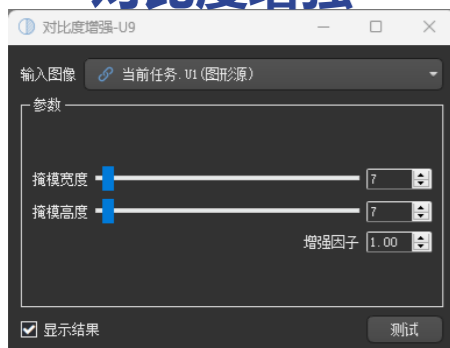 对比度增强
对比度增强-U9
输入图像 当前任务.U1(图形源)
参数
掩模宽度 7
掩模高度 7
增强因子 1.00
显示结果 测试